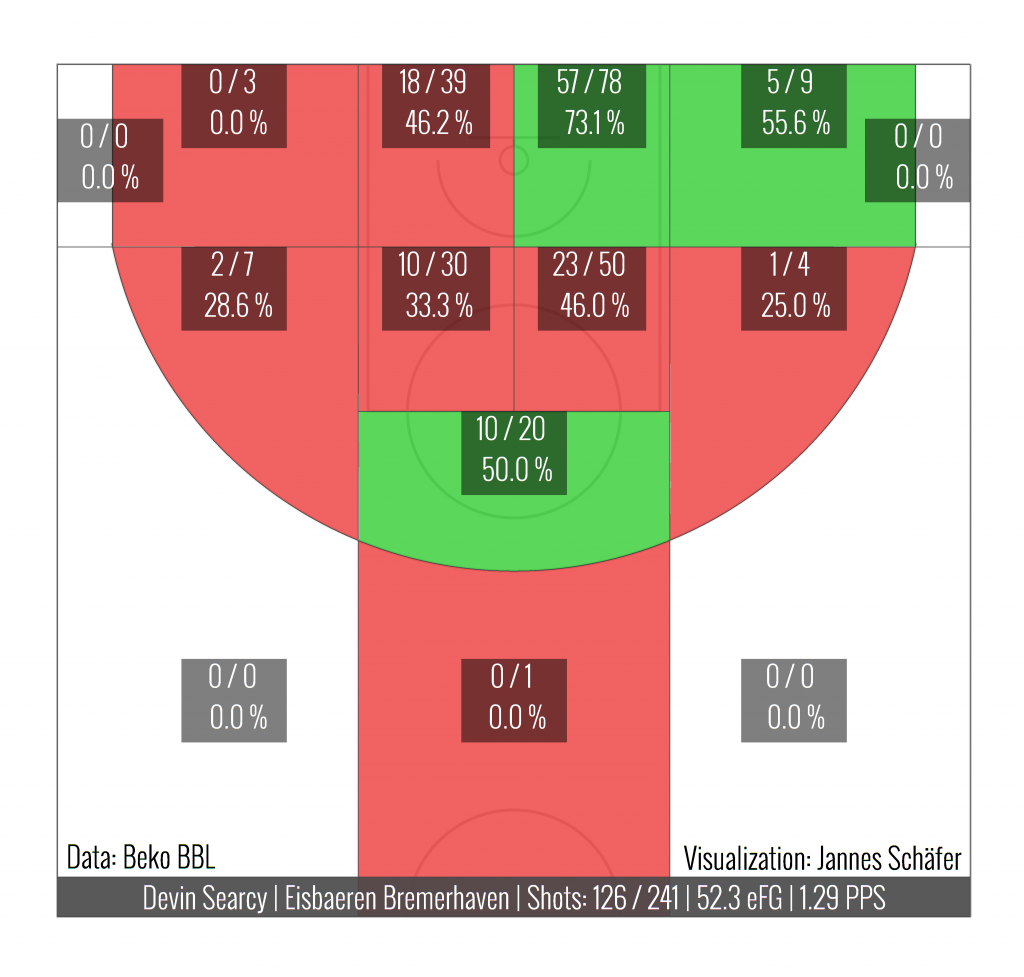 0 / 3
0.0 %
18 / 39
46.2 %
57 / 78
73.1 %
5 / 9
55.6 %
0 / 0
0.0 %
0 / 0
0.0 %
2 / 7
28.6 %
10 / 30
33.3 %
23 / 50
46.0 %
1 / 4
25.0 %
10 / 20
50.0 %
0 / 0
0.0 %
0 / 1
0.0 %
0 / 0
0.0 %
Data: Beko BBL
Visualization: Jannes Schäfer
Devin Searcy | Eisbaeren Bremerhaven | Shots: 126 / 241 | 52.3 eFG | 1.29 PPS